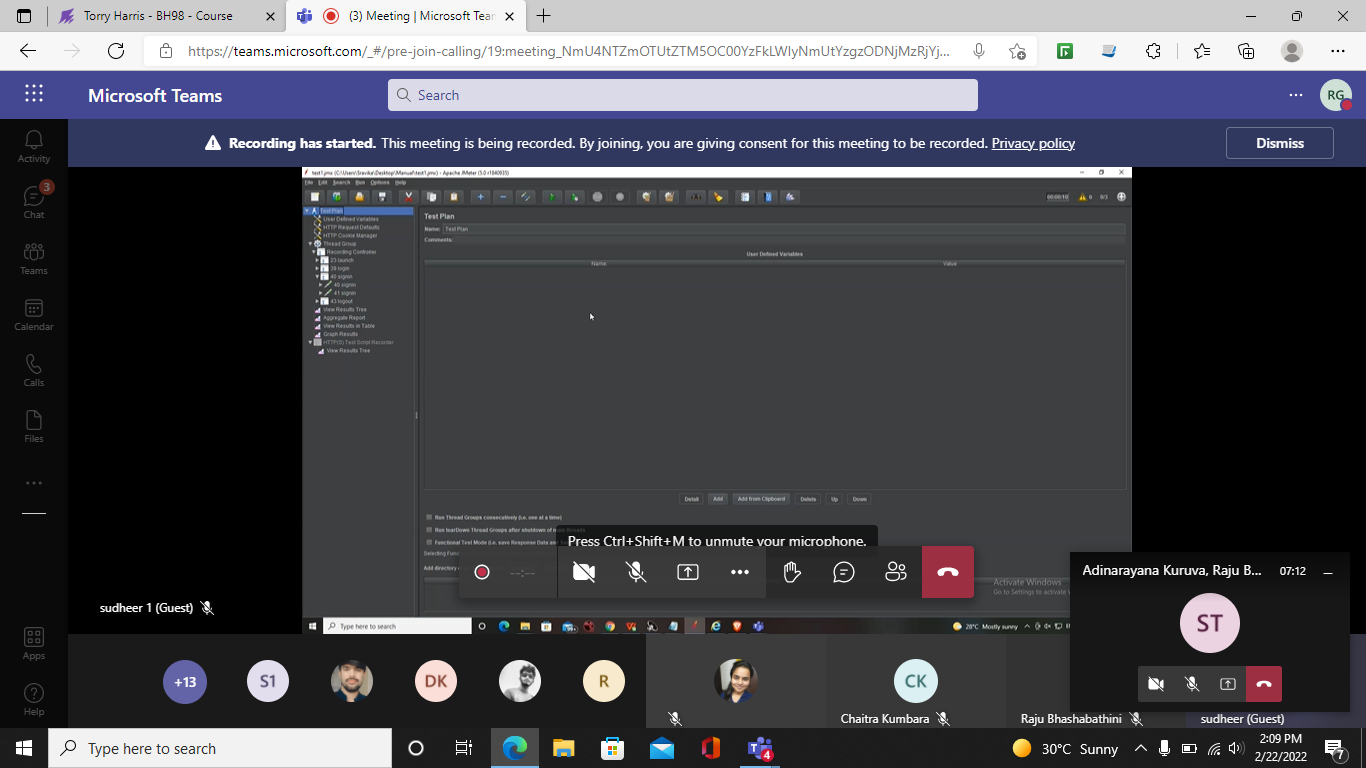 Torry Harris - BH98 - Course
(3) Meeting | Microsoft Tear
https://teams.microsoft.com/_#/pre-join-calling/19:meeting_NmU4NTZmOTUtZTM5OC00YzFkLWIyNmUtYzgzODNjMzRjYj...
Microsoft Teams
Search
RG
Recording has started. This meeting is being recorded. By joining, you are giving consent for this meeting to be recorded. Privacy policy
Dismiss
Activity
3
Chat
Teams
Calendar
Calls
Files
Apps
Help
test1.jmx (C:\Users\Sravika\Desktop\Manual\test1.jmx) - Apache JMeter (5.0 r1840935)
File Edit Search Run Options Help
00:00:10 0 0/3
Test Plan
User Defined Variables
HTTP Request Defaults
HTTP Cookie Manager
Thread Group
Recording Controller
23 launch
39 login
40 signin
40 signin
41 signin
43 logout
View Results Tree
Aggregate Report
View Results in Table
Graph Results
HTTP(S) Test Script Recorder
View Results Tree
Test Plan
Name: Test Plan
Comments:
User Defined Variables
Name: Value
Detail Add Add from Clipboard Delete Up Down
Run Thread Groups consecutively (i.e. one at a time)
Run tearDown Thread Groups after shutdown of main threads
Functional Test Mode (i.e. save Response Data and
Selecting Func
Add directory
Press Ctrl+Shift+M to unmute your microphone.
--:--
Activate Windows
Go to Settings to activate
Type here to search
28°C Mostly sunny
sudheer 1 (Guest)
Adinarayana Kuruva, Raju B... 07:12
ST
+13
S1
DK
R
CK
Chaitra Kumbara
Raju Bhashabathini
sudheer (Guest)
Type here to search
4
30°C Sunny
2:09 PM
2/22/2022
7